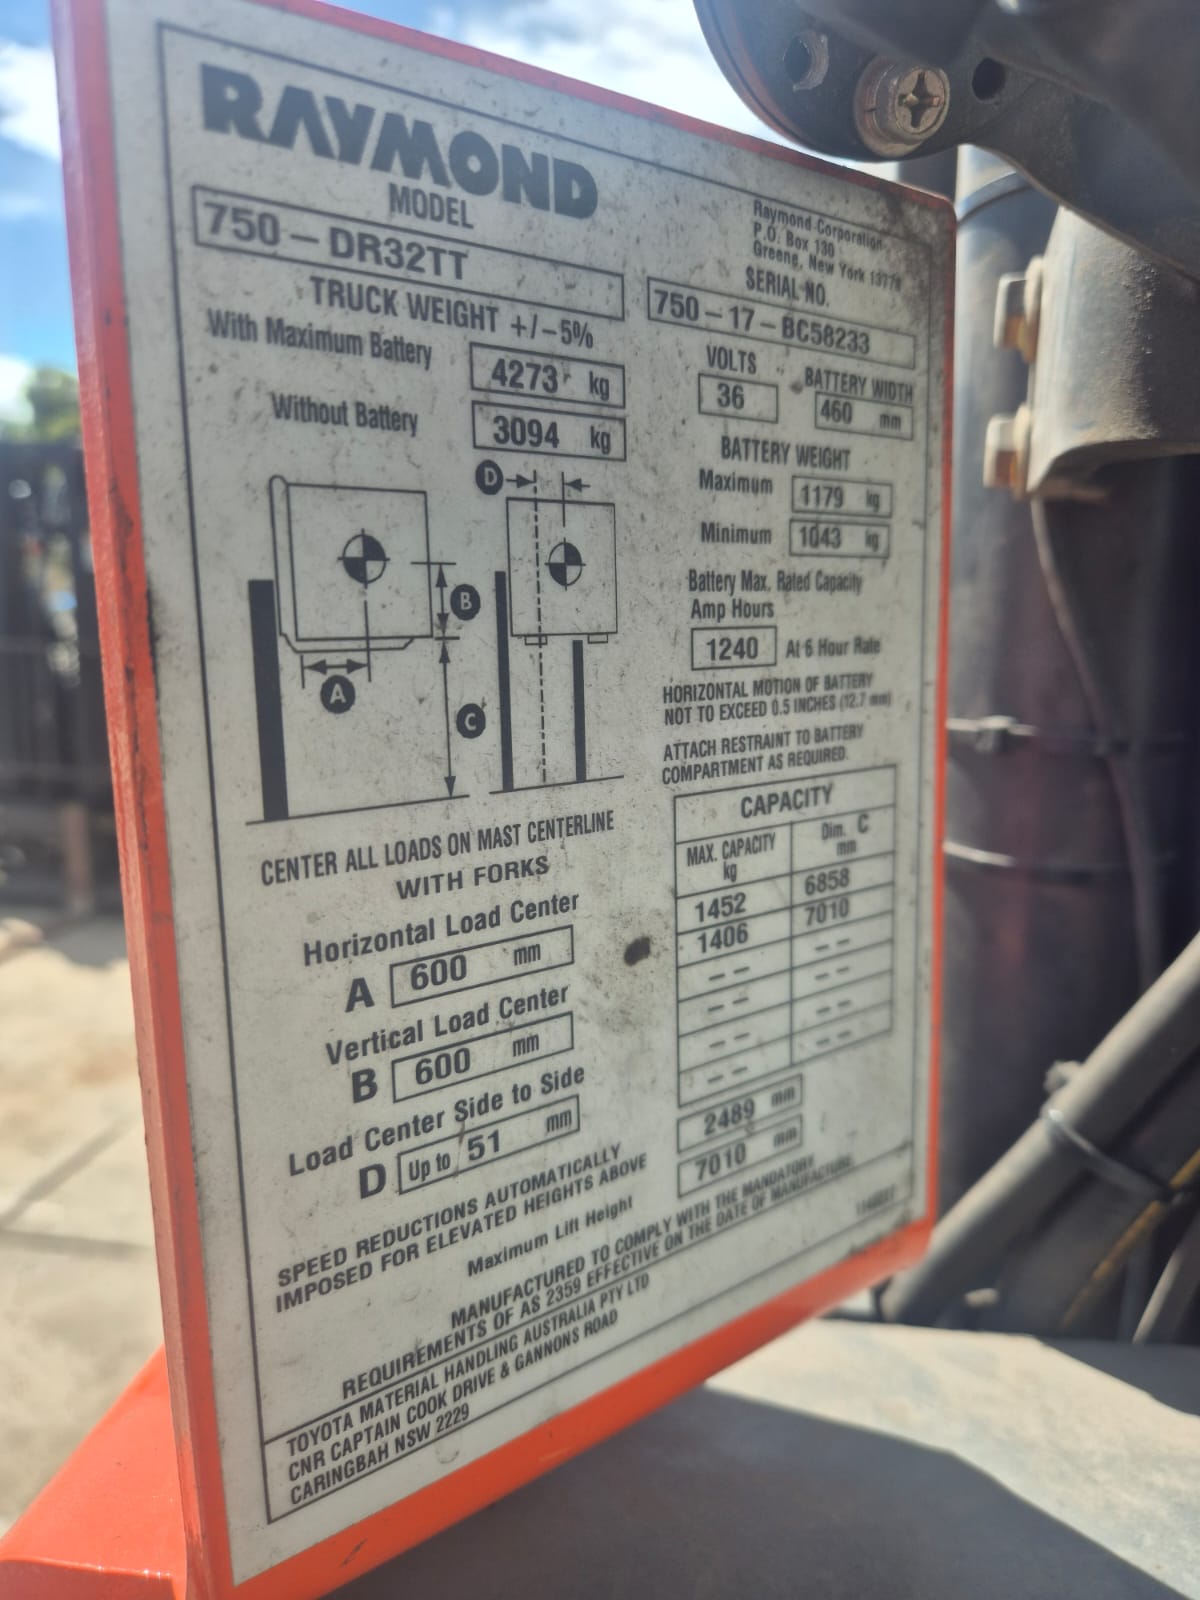 RAYMOND
MODEL
750-DR32TT
TRUCK WEIGHT +/-5%
With Maximum Battery 4273 kg
Without Battery 3094 kg
Raymond Corporation
P.O. Box 130
Greene, New York
SERIAL NO.
750-17-BC58233
VOLTS
36
BATTERY WIDTH
460 mm
BATTERY WEIGHT
Maximum 1179 kg
Minimum 1043 kg
Battery Max. Rated Capacity
Amp Hours
1240 At 6 Hour Rate
HORIZONTAL MOTION OF BATTERY
NOT TO EXCEED 0.5 INCHES (12.7 mm)
ATTACH RESTRAINT TO BATTERY
COMPARTMENT AS REQUIRED.
D
B
A
C
CENTER ALL LOADS ON MAST CENTERLINE
WITH FORKS
Horizontal Load Center
A 600 mm
Vertical Load Center
B 600 mm
Load Center Side to Side
D Up to 51 mm
CAPACITY
MAX. CAPACITY kg
Dim. C mm
1452 6858
1406 7010
-- --
-- --
-- --
-- --
SPEED REDUCTIONS AUTOMATICALLY
IMPOSED FOR ELEVATED HEIGHTS ABOVE 2489 mm
Maximum Lift Height 7010 mm
MANUFACTURED TO COMPLY WITH THE MANDATORY
REQUIREMENTS OF AS 2359 EFFECTIVE ON THE DATE OF MANUFACTURE.
TOYOTA MATERIAL HANDLING AUSTRALIA PTY LTD
CNR CAPTAIN COOK DRIVE & GANNONS ROAD
CARINGBAH NSW 2229